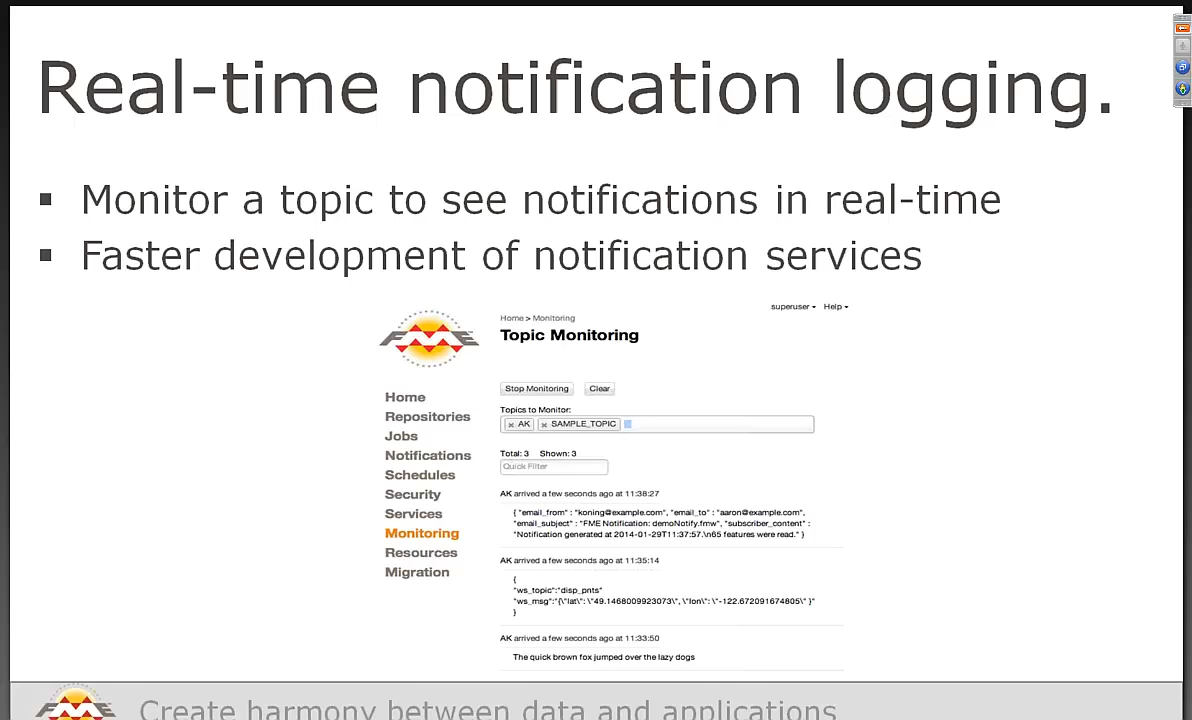 Real-time notification logging.
▪ Monitor a topic to see notifications in real-time
▪ Faster development of notification services
superuser Help
FME
Home > Monitoring
Topic Monitoring
Stop Monitoring Clear
Topics to Monitor:
× AK × SAMPLE_TOPIC
Total: 3 Shown: 3
Quick Filter
Home
Repositories
Jobs
Notifications
Schedules
Security
Services
Monitoring
Resources
Migration
AK arrived a few seconds ago at 11:38:27
{ "email_from" : "koning@example.com", "email_to" : "aaron@example.com",
"email_subject" : "FME Notification: demoNotify.fmw", "subscriber_content" :
"Notification generated at 2014-01-29T11:37:57.\n65 features were read." }
AK arrived a few seconds ago at 11:35:14
{
"ws_topic":"disp_pnts"
"ws_msg":"{\"lat\": \"49.1468009923073\", \"lon\": \"-122.672091674805\" }"
}
AK arrived a few seconds ago at 11:33:50
The quick brown fox jumped over the lazy dogs
FME
Create harmony between data and applications